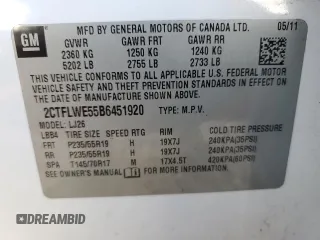 GM
MFD BY GENERAL MOTORS OF CANADA LTD. 05/11
GVWR GAWR FRT GAWR RR
2360 KG 1250 KG 1240 KG
5202 LB 2755 LB 2733 LB
THIS VEHICLE CONFORMS TO ALL APPLICABLE U.S. FEDERAL MOTOR
VEHICLE SAFETY AND THEFT PREVENTION STANDARDS
IN EFFECT ON THE DATE OF MANUFACTURE SHOWN ABOVE.
2CTFLWE55B6451920 TYPE: M.P.V.
MODEL: LJ26
TIRE SIZE SPEED RTG RIM COLD TIRE PRESSURE
FRT P235/55R19 H 19X7J 240KPA(35PSI)
RR P235/55R19 H 19X7J 240KPA(35PSI)
SPA T145/70R17 M 17X4.5T 420KPA(60PSI)
SEE OWNER'S MANUAL FOR ADDITIONAL INFORMATION.
DREAMBID